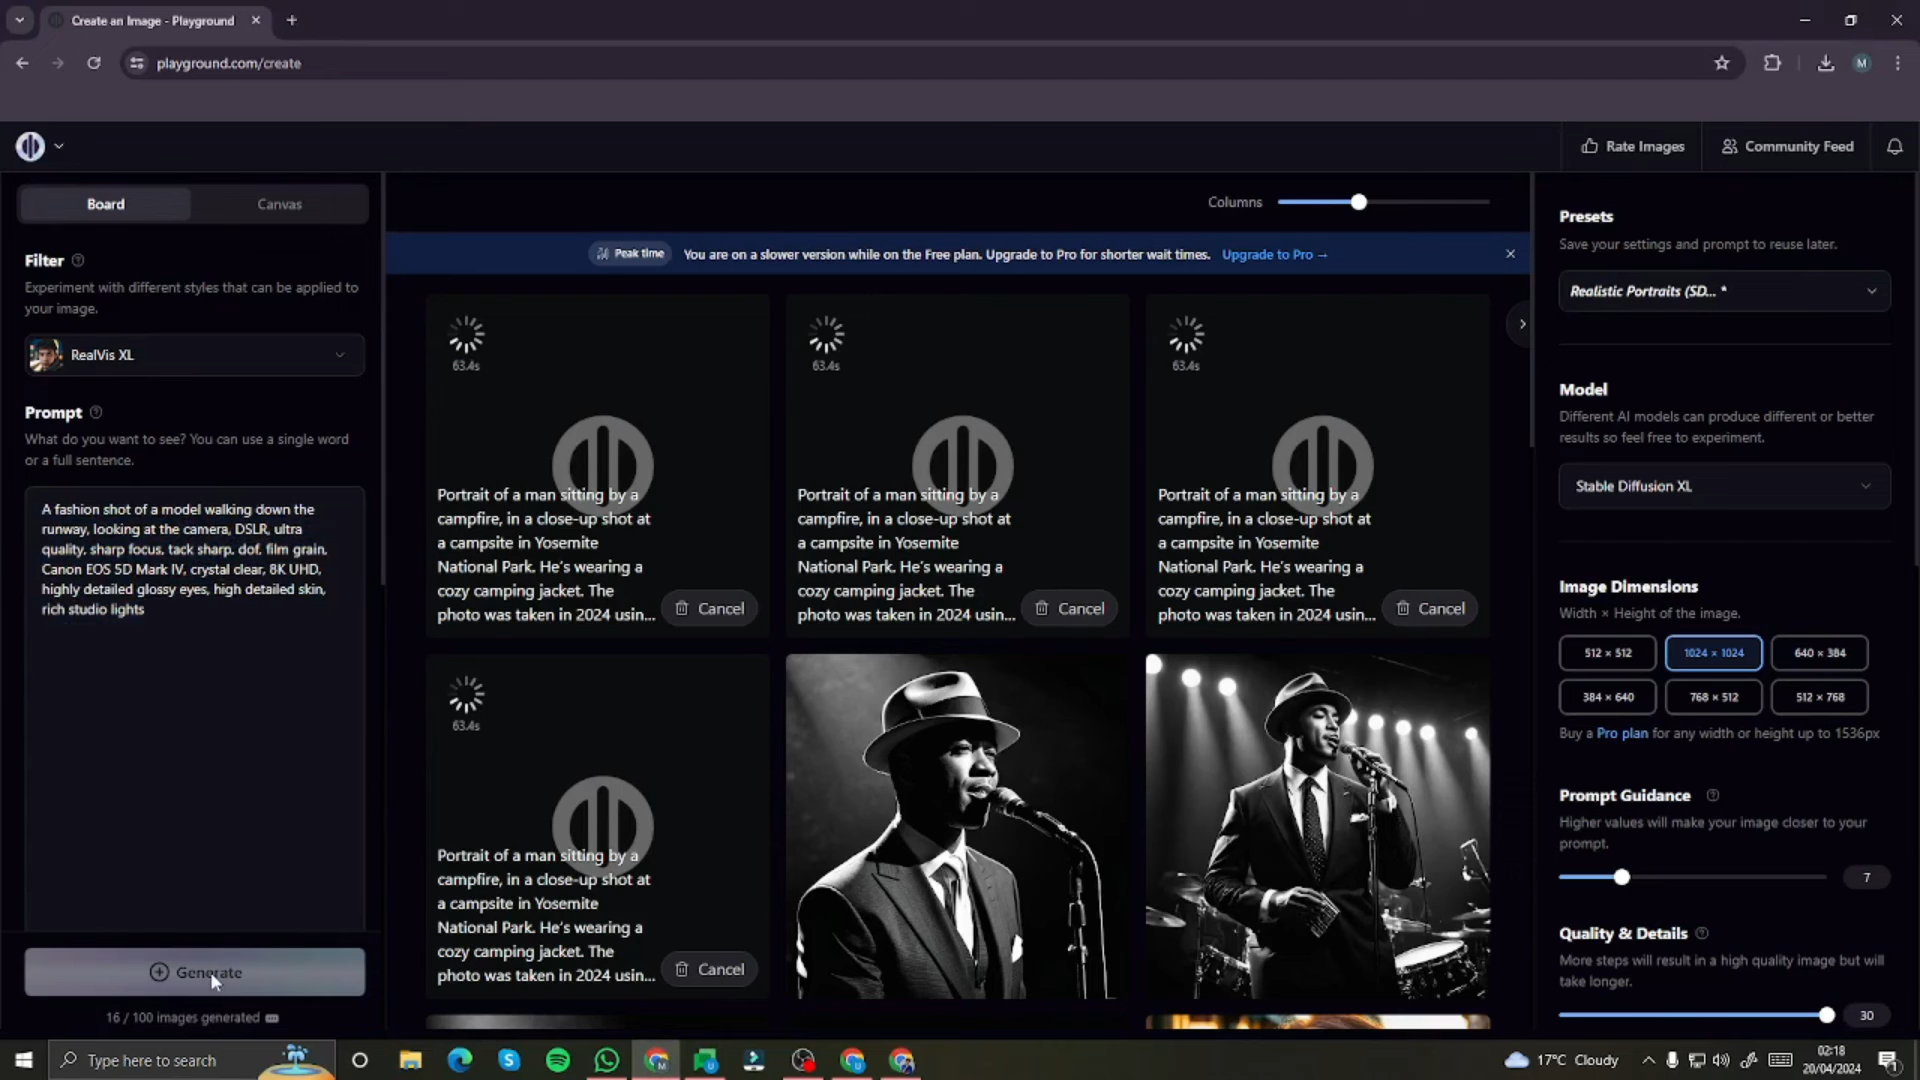 Create an Image - Playground
playground.com/create
M
Rate Images
Community Feed
Board
Canvas
Columns
Filter
Experiment with different styles that can be applied to
your image.
RealVis XL
Prompt
What do you want to see? You can use a single word
or a full sentence.
A fashion shot of a model walking down the
runway, looking at the camera, DSLR, ultra
quality, sharp focus, tack sharp, dof, film grain,
Canon EOS 5D Mark IV, crystal clear, 8K UHD,
highly detailed glossy eyes, high detailed skin,
rich studio lights
Generate
16 / 100 images generated
Peak time
You are on a slower version while on the Free plan. Upgrade to Pro for shorter wait times.
Upgrade to Pro →
63.4s
Portrait of a man sitting by a
campfire, in a close-up shot at
a campsite in Yosemite
National Park. He's wearing a
cozy camping jacket. The
photo was taken in 2024 usin...
Cancel
63.4s
Portrait of a man sitting by a
campfire, in a close-up shot at
a campsite in Yosemite
National Park. He's wearing a
cozy camping jacket. The
photo was taken in 2024 usin...
Cancel
63.4s
Portrait of a man sitting by a
campfire, in a close-up shot at
a campsite in Yosemite
National Park. He's wearing a
cozy camping jacket. The
photo was taken in 2024 usin...
Cancel
63.4s
Portrait of a man sitting by a
campfire, in a close-up shot at
a campsite in Yosemite
National Park. He's wearing a
cozy camping jacket. The
photo was taken in 2024 usin...
Cancel
Presets
Save your settings and prompt to reuse later.
Realistic Portraits (SD... *
Model
Different AI models can produce different or better
results so feel free to experiment.
Stable Diffusion XL
Image Dimensions
Width × Height of the image.
512 × 512
1024 × 1024
640 × 384
384 × 640
768 × 512
512 × 768
Buy a Pro plan for any width or height up to 1536px
Prompt Guidance
Higher values will make your image closer to your
prompt.
7
Quality & Details
More steps will result in a high quality image but will
take longer.
30
Type here to search
17°C Cloudy
02:18
20/04/2024